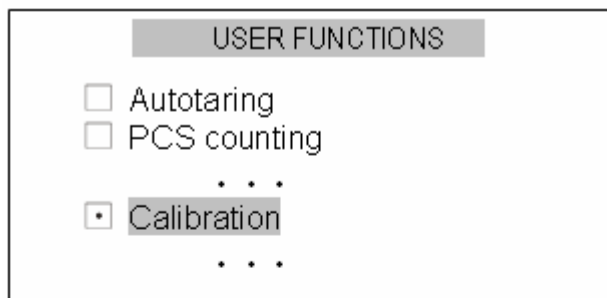 USER FUNCTIONS
Autotaring
PCS counting
. . .
Calibration
. . .